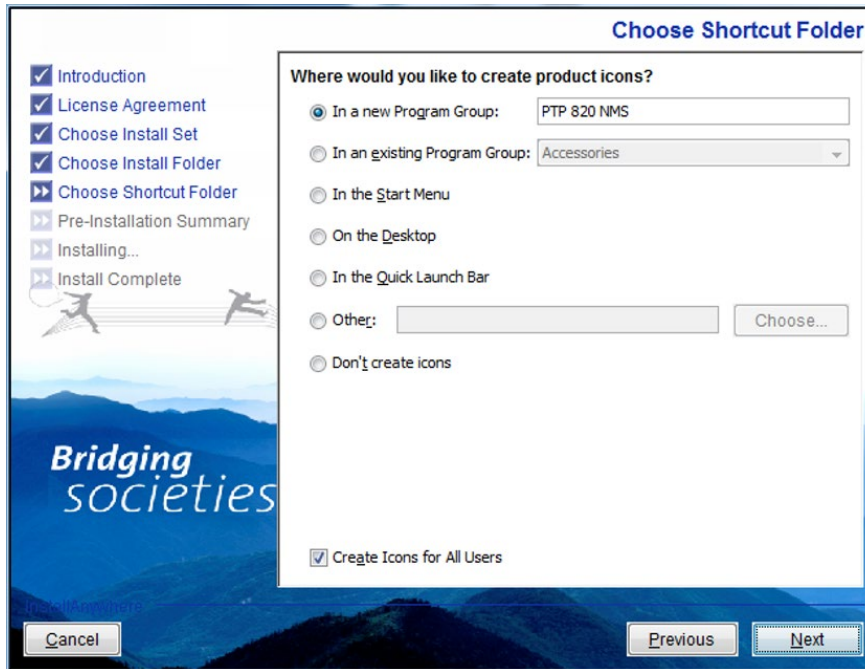 Choose Shortcut Folder
Introduction
License Agreement
Choose Install Set
Choose Install Folder
Choose Shortcut Folder
Pre-Installation Summary
Installing...
Install Complete
Bridging
societies
Where would you like to create product icons?
In a new Program Group: PTP 820 NMS
In an existing Program Group: Accessories
In the Start Menu
On the Desktop
In the Quick Launch Bar
Other: Choose...
Don't create icons
Create Icons for All Users
InstallAnywhere
Cancel Previous Next